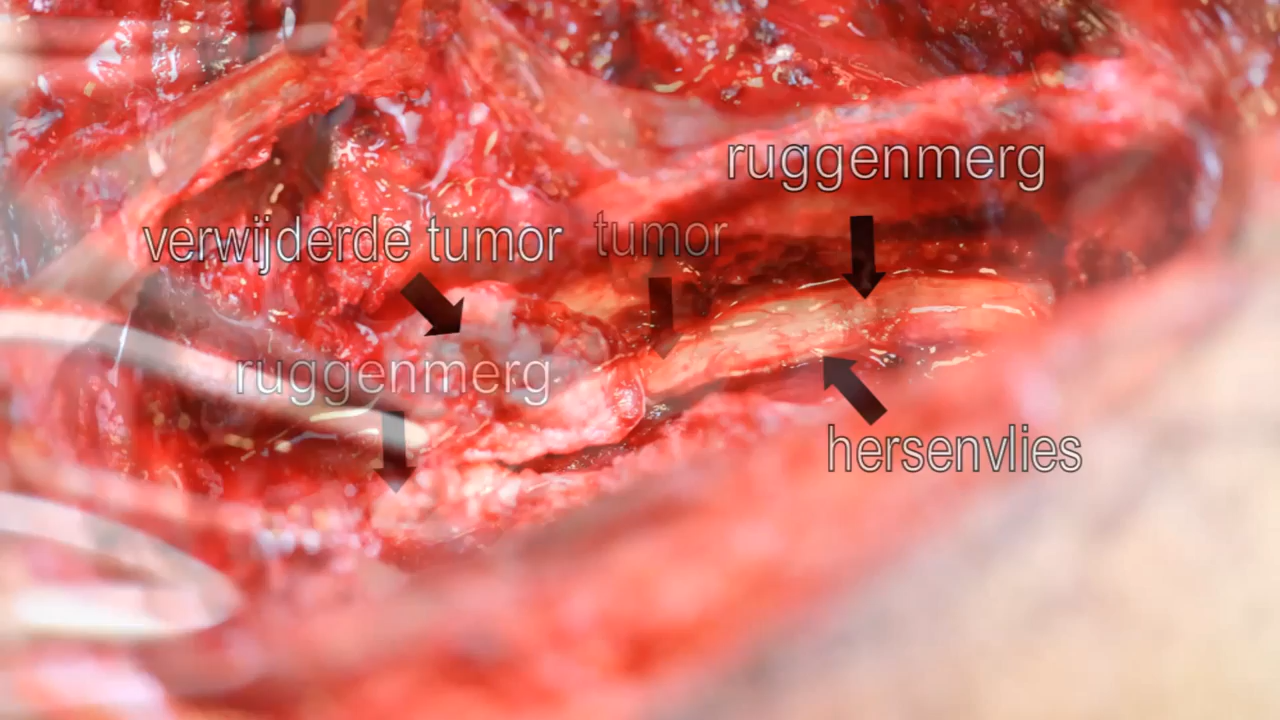 ruggenmerg
verwijderde tumor
tumor
ruggenmerg
hersenvlies